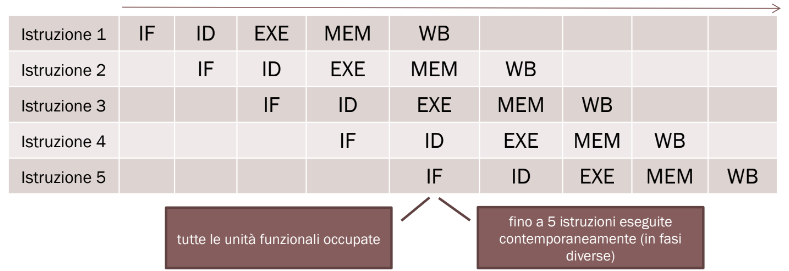 Istruzione 1 IF ID EXE MEM WB
Istruzione 2 IF ID EXE MEM WB
Istruzione 3 IF ID EXE MEM WB
Istruzione 4 IF ID EXE MEM WB
Istruzione 5 IF ID EXE MEM WB
tutte le unità funzionali occupate
fino a 5 istruzioni eseguite
contemporaneamente (in fasi
diverse)